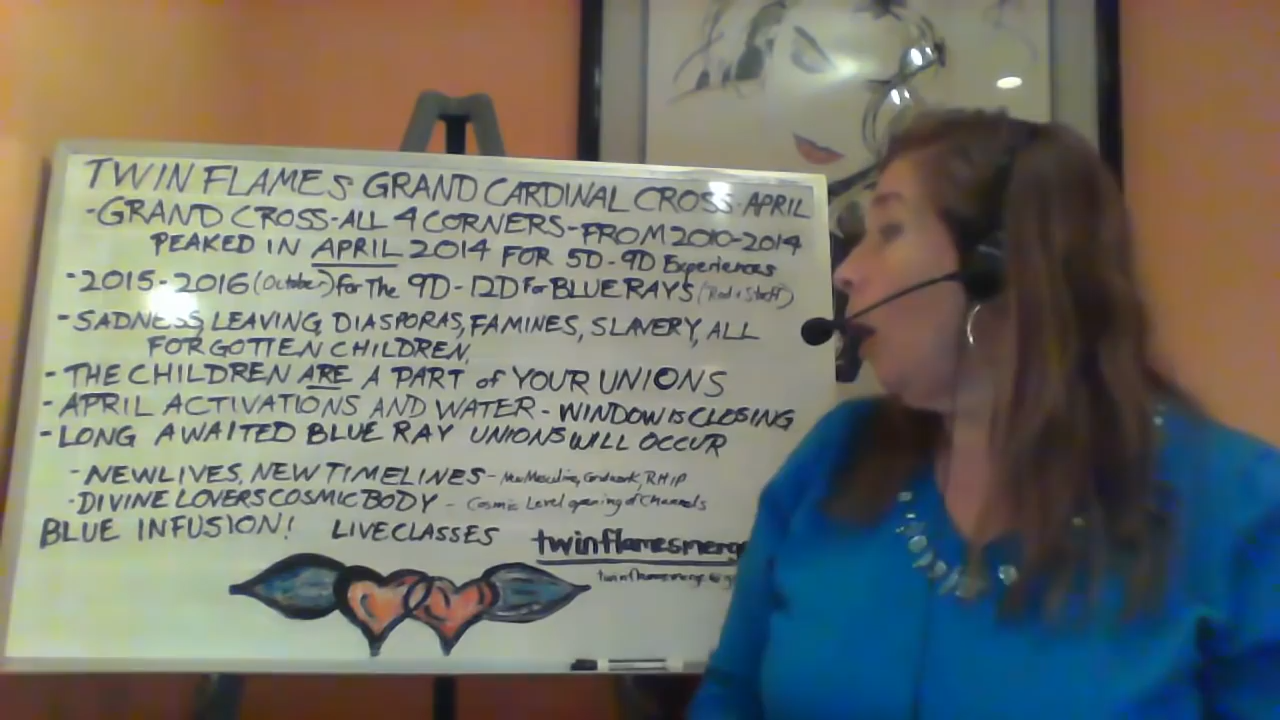 TWIN FLAMES GRAND CARDINAL CROSS APRIL
-GRAND CROSS-ALL 4 CORNERS-FROM 2010-2014
PEAKED IN APRIL 2014 FOR 5D-9D Experiences
-2015-2016 (October) For The 9D-12D For BLUE RAYS
-SADNESS, LEAVING, DIASPORAS, FAMINES, SLAVERY, ALL
FORGOTTEN CHILDREN,
-THE CHILDREN ARE A PART of YOUR UNIONS
-APRIL ACTIVATIONS AND WATER-WINDOW IS CLOSING
-LONG AWAITED BLUE RAY UNIONS WILL OCCUR
-NEW LIVES, NEW TIMELINES-
-DIVINE LOVERS COSMIC BODY - Cosmic Level opening of Channels
BLUE INFUSION! LIVE CLASSES twinflamesmerg